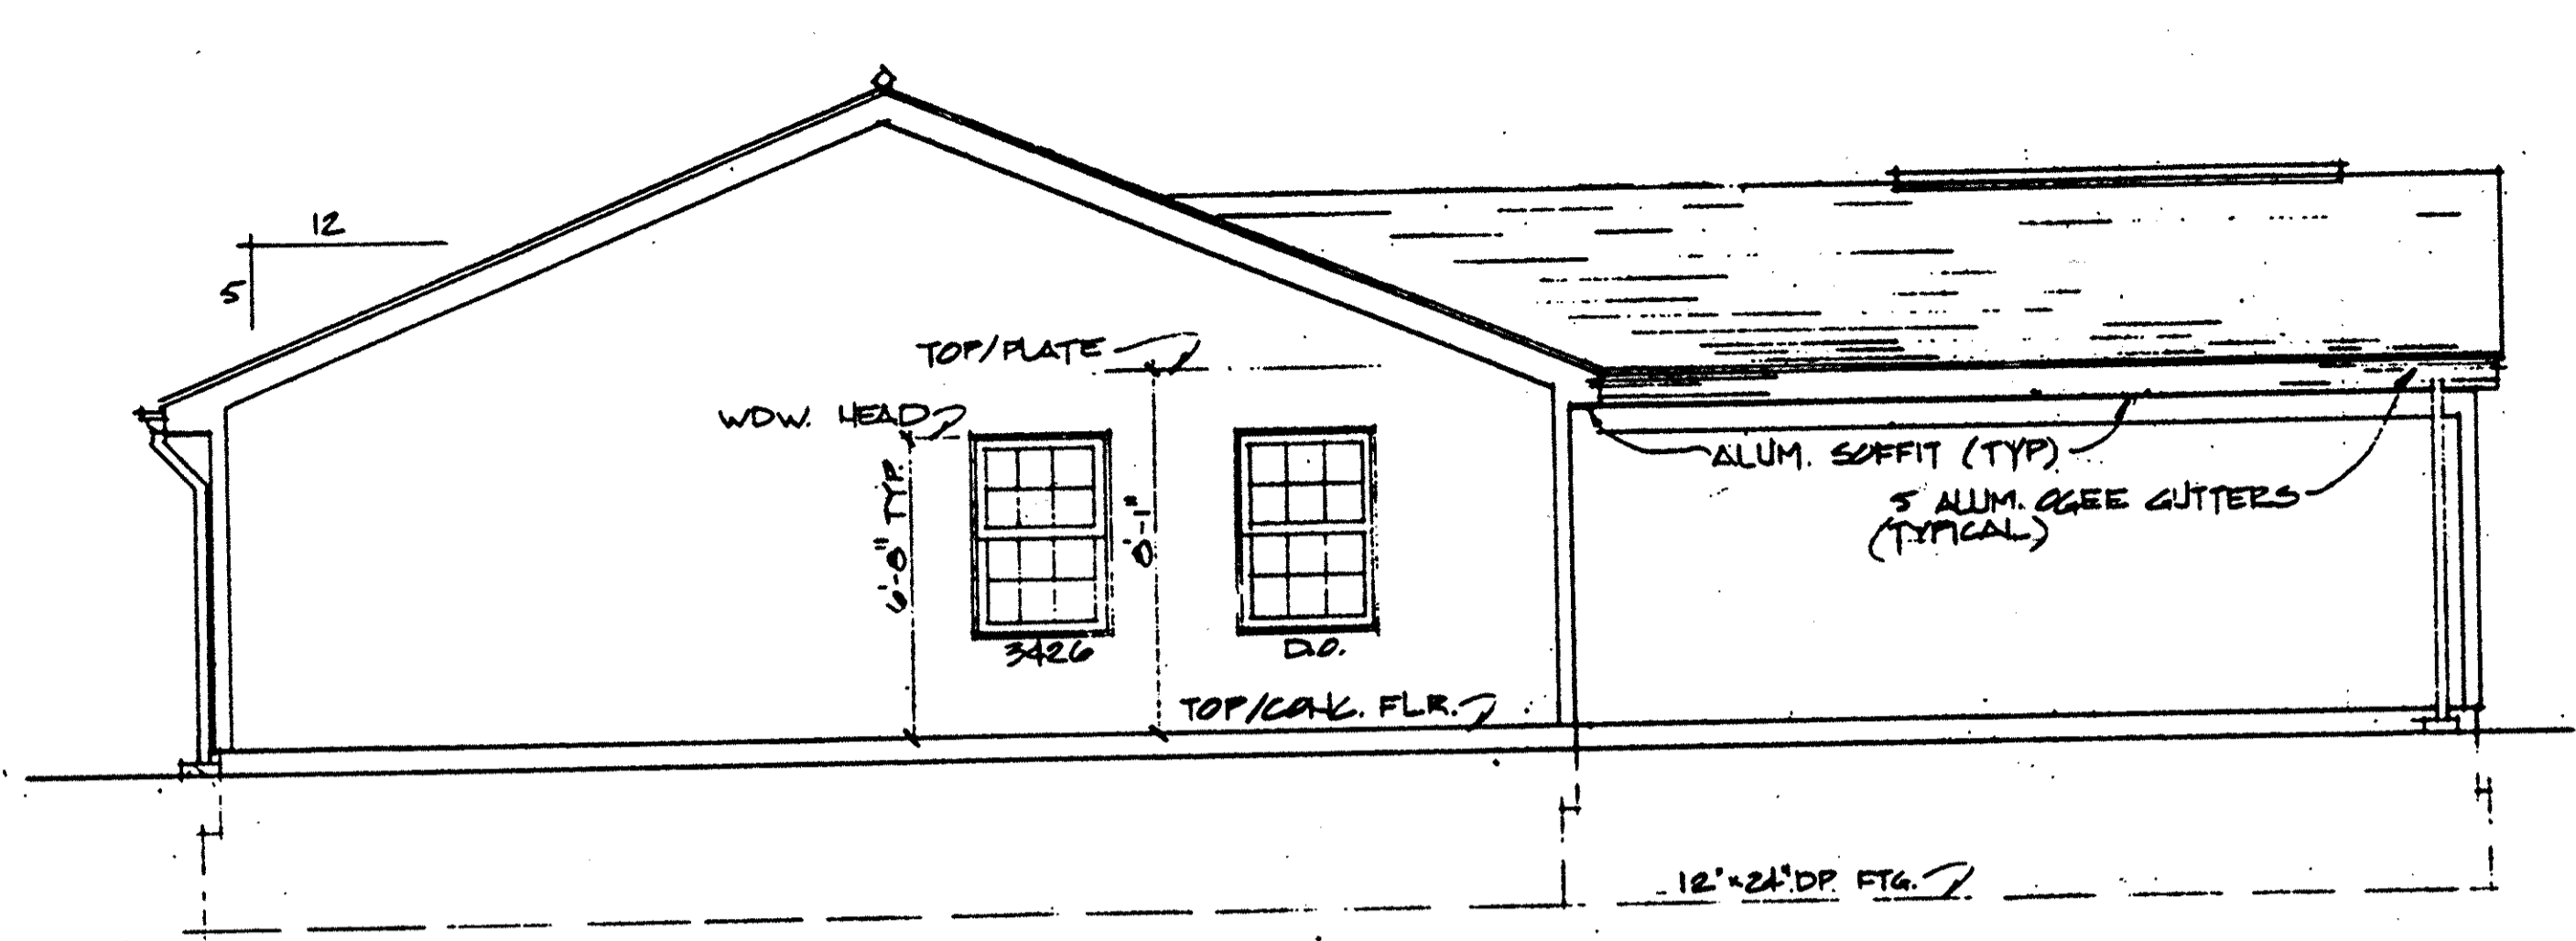 12
5
TOP/PLATE
WDW. HEAD
6'-8" TYP.
8'-1"
3426
D.O.
TOP/CONC. FLR.
ALUM. SOFFIT (TYP)
5 ALUM. OGEE GUTTERS
(TYPICAL)
12"x24" DP. FTG.